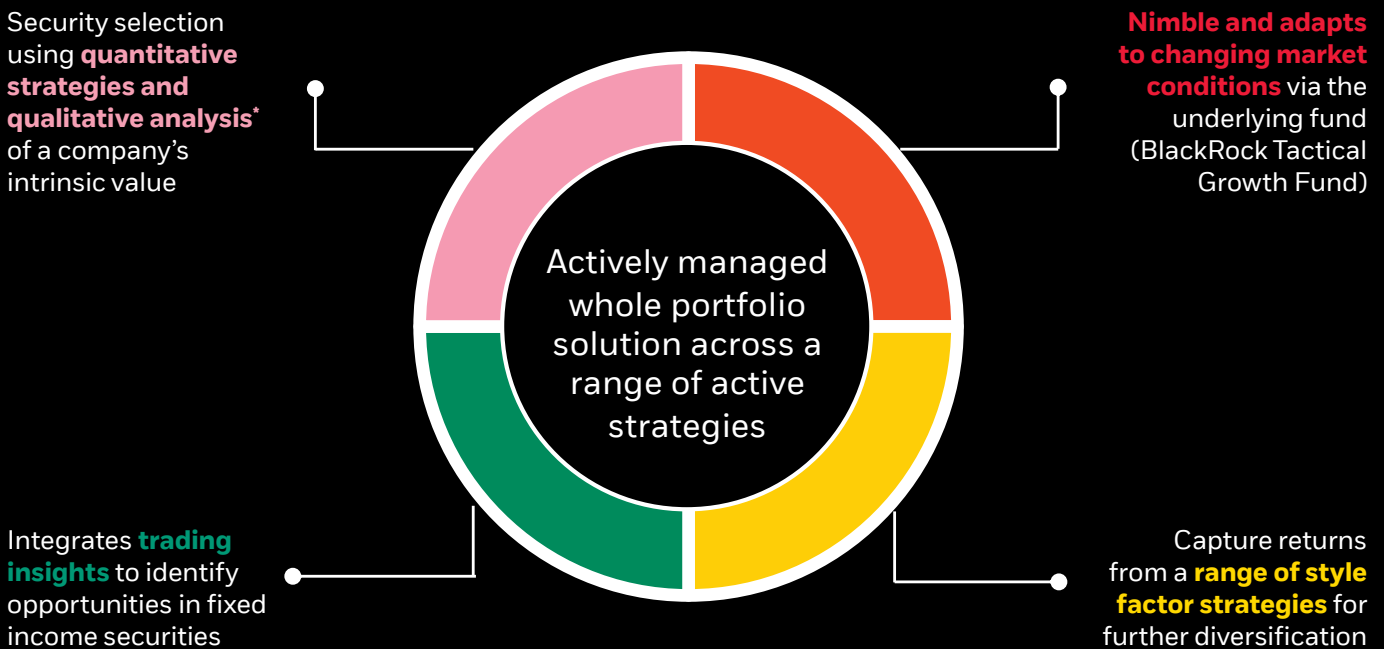 Security selection
using quantitative
strategies and
qualitative analysis*
of a company's
intrinsic value
Nimble and adapts
to changing market
conditions via the
underlying fund
(BlackRock Tactical
Growth Fund)
Actively managed
whole portfolio
solution across a
range of active
strategies
Integrates trading
insights to identify
opportunities in fixed
income securities
Capture returns
from a range of style
factor strategies for
further diversification